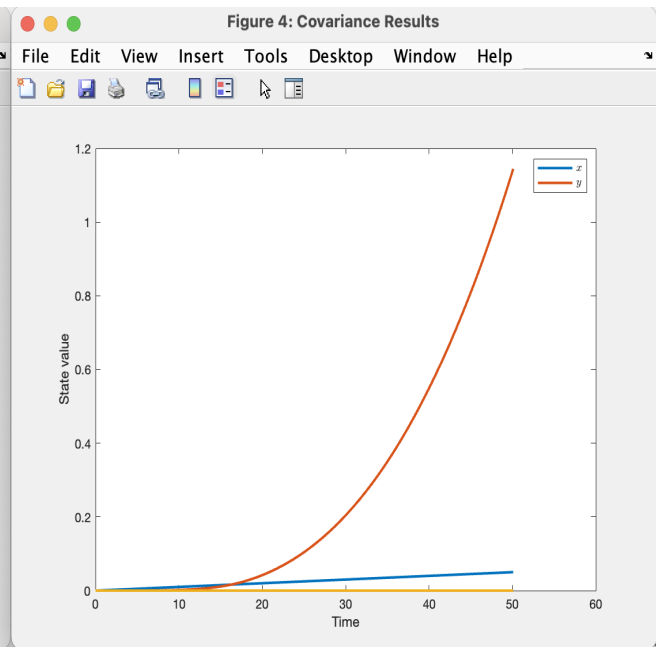 Figure 4: Covariance Results
File Edit View Insert Tools Desktop Window Help
1.2
1
0.8
0.6
0.4
0.2
0
State value
x
y
0 10 20 30 40 50 60
Time